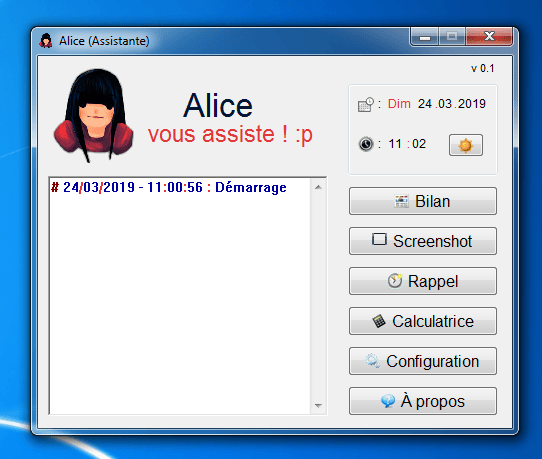 Alice (Assistante)
v 0.1
Alice
vous assiste ! :p
: Dim 24.03.2019
: 11 : 02
# 24/03/2019 - 11:00:56 : Démarrage
Bilan
Screenshot
Rappel
Calculatrice
Configuration
À propos